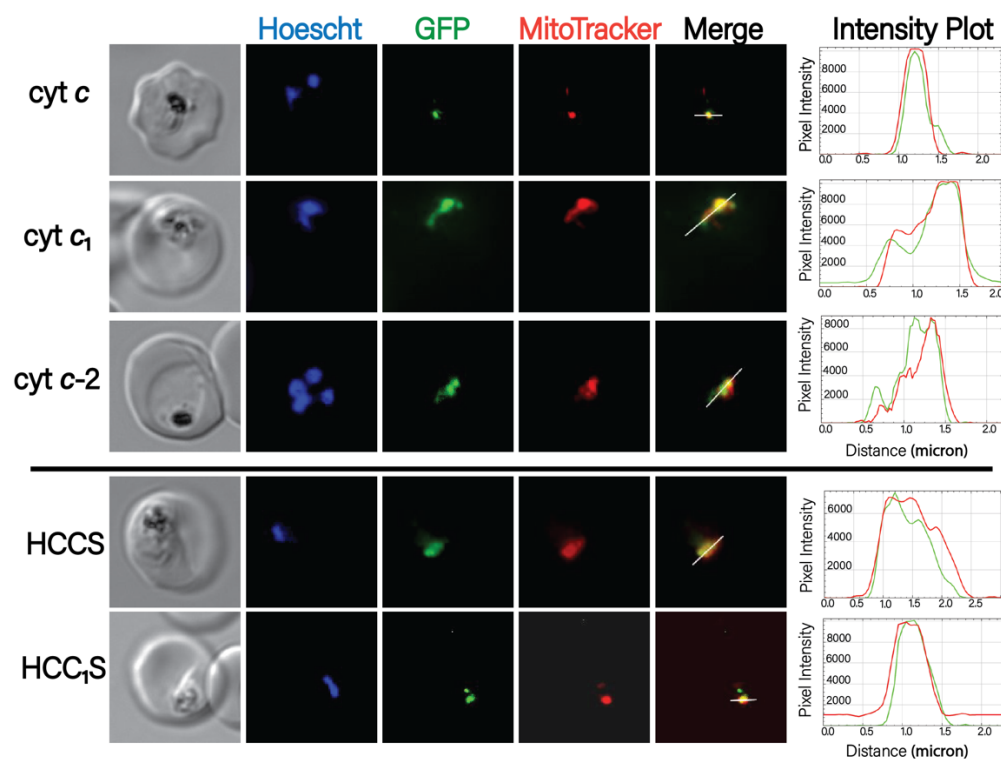 Hoescht GFP MitoTracker Merge Intensity Plot
cyt c
Pixel Intensity
8000
6000
4000
2000
0.0 0.5 1.0 1.5 2.0
cyt c₁
Pixel Intensity
8000
6000
4000
2000
0.0 0.5 1.0 1.5 2.0
cyt c-2
Pixel Intensity
8000
6000
4000
2000
0.0 0.5 1.0 1.5 2.0
Distance (micron)
HCCS
Pixel Intensity
6000
4000
2000
0.5 1.0 1.5 2.0 2.5
HCC₁S
Pixel Intensity
8000
6000
4000
2000
0.0 0.5 1.0 1.5 2.0
Distance (micron)